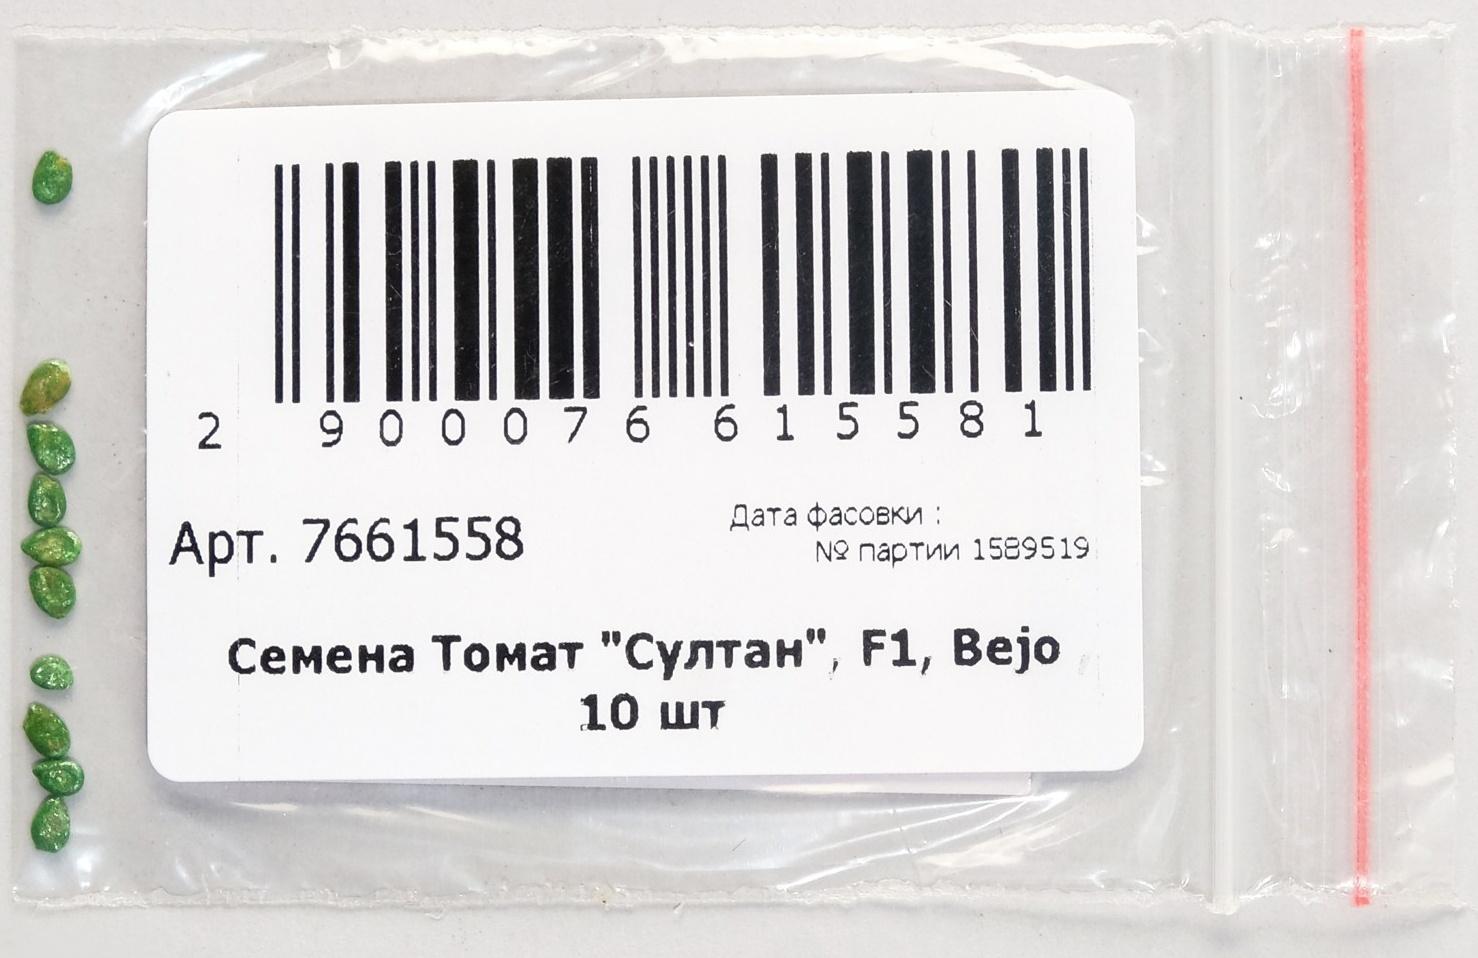 2 900076 615581
Арт. 7661558
Дата фасовки :
№ партии 1589519
Семена Томат "Султан", F1, Bejo
10 шт